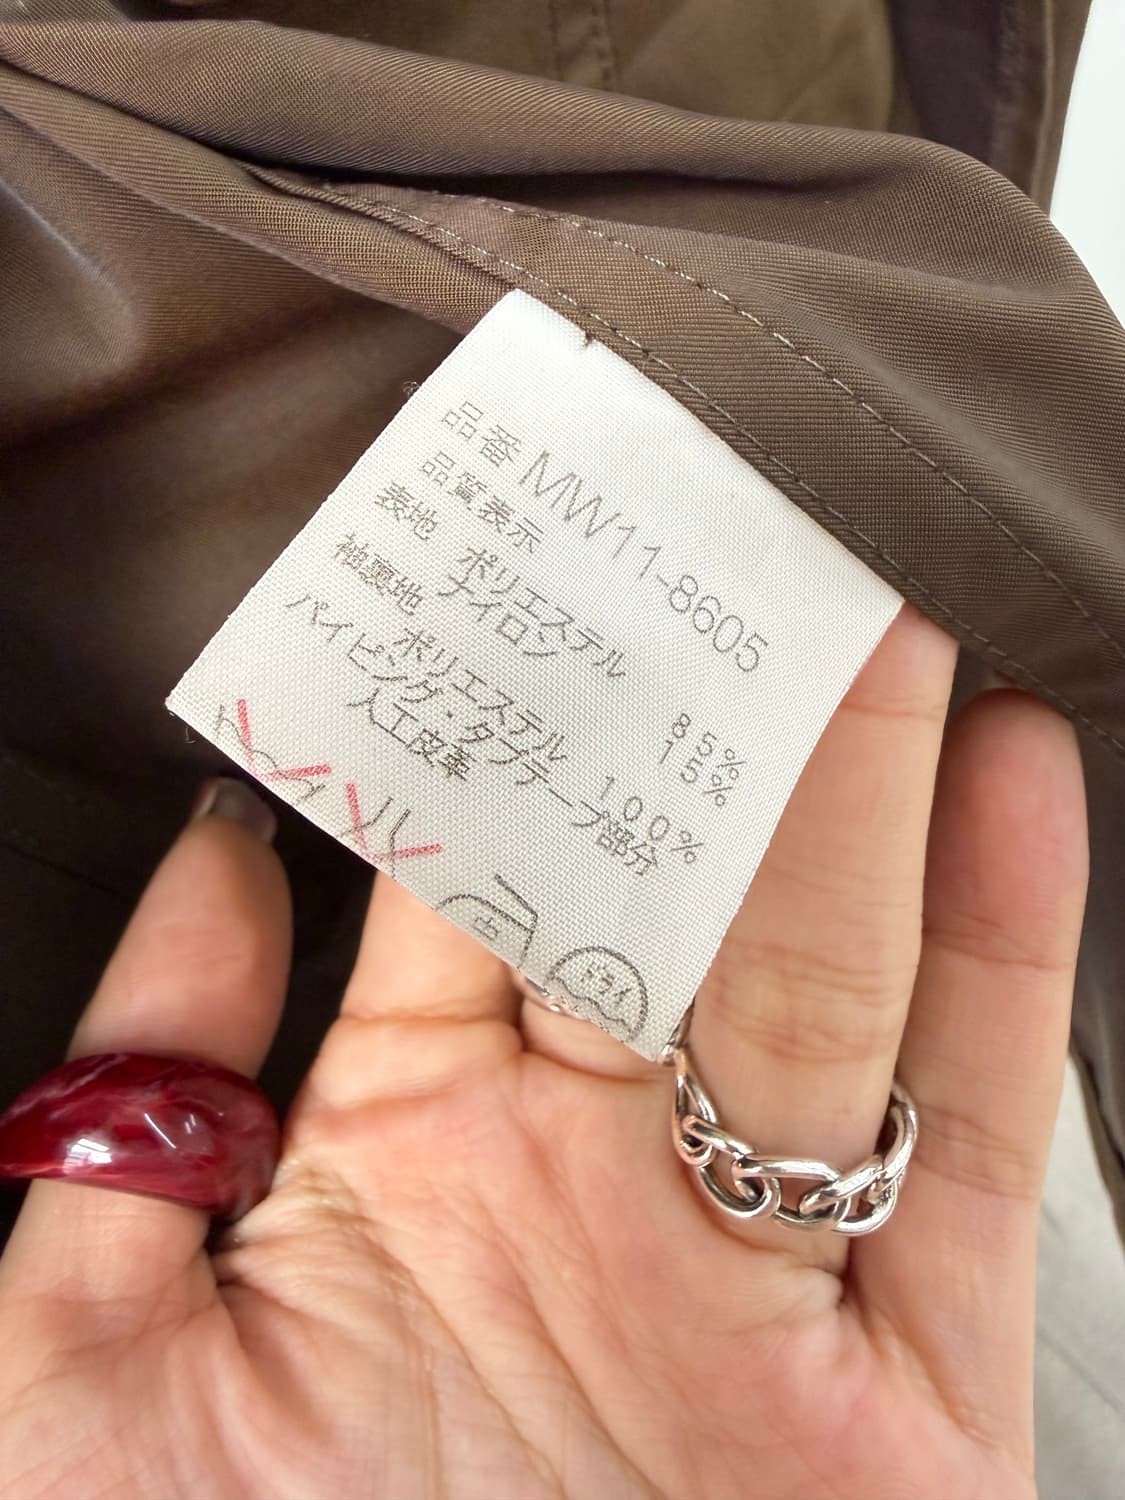 品番 MW11-8605
品質表示
表地 ポリエステル 85%
ナイロン 15%
袖裏地
ポリエステル 100%
パイピング・タブテープ部分
人工皮革
ドライ